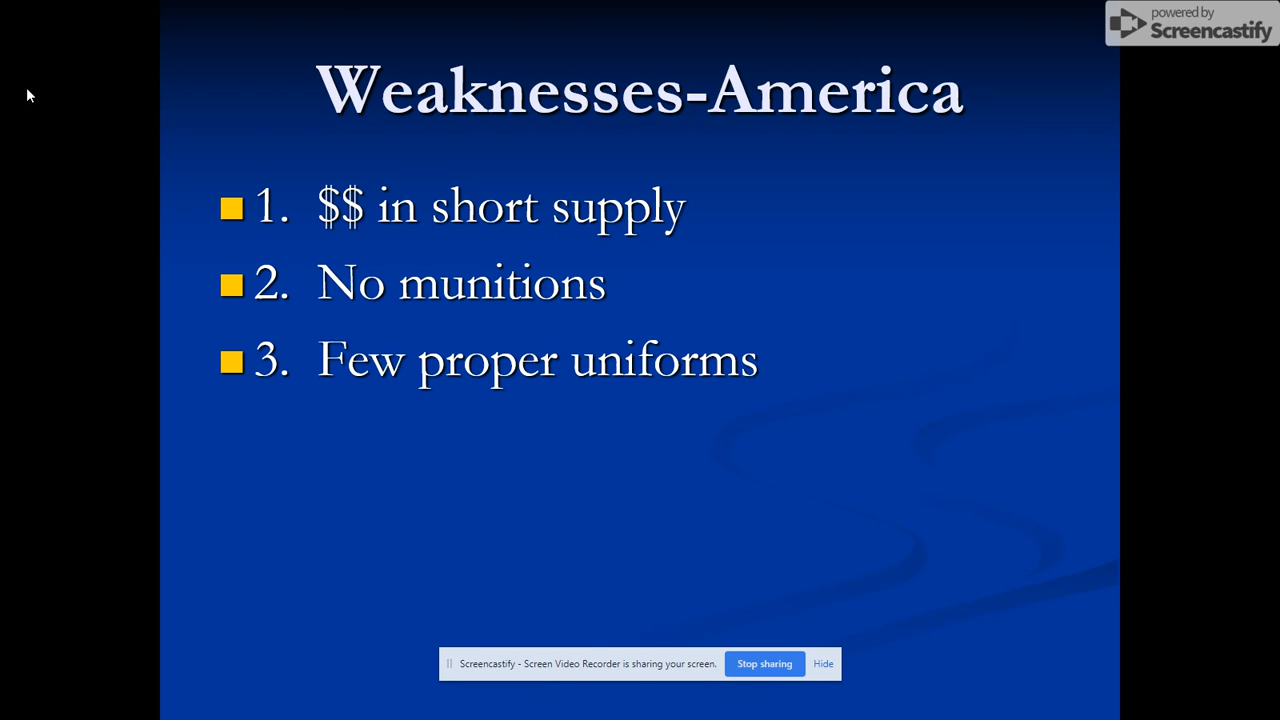 powered by
Screencastify
Weaknesses-America
1. $$ in short supply
2. No munitions
3. Few proper uniforms
Screencastify - Screen Video Recorder is sharing your screen. Stop sharing Hide